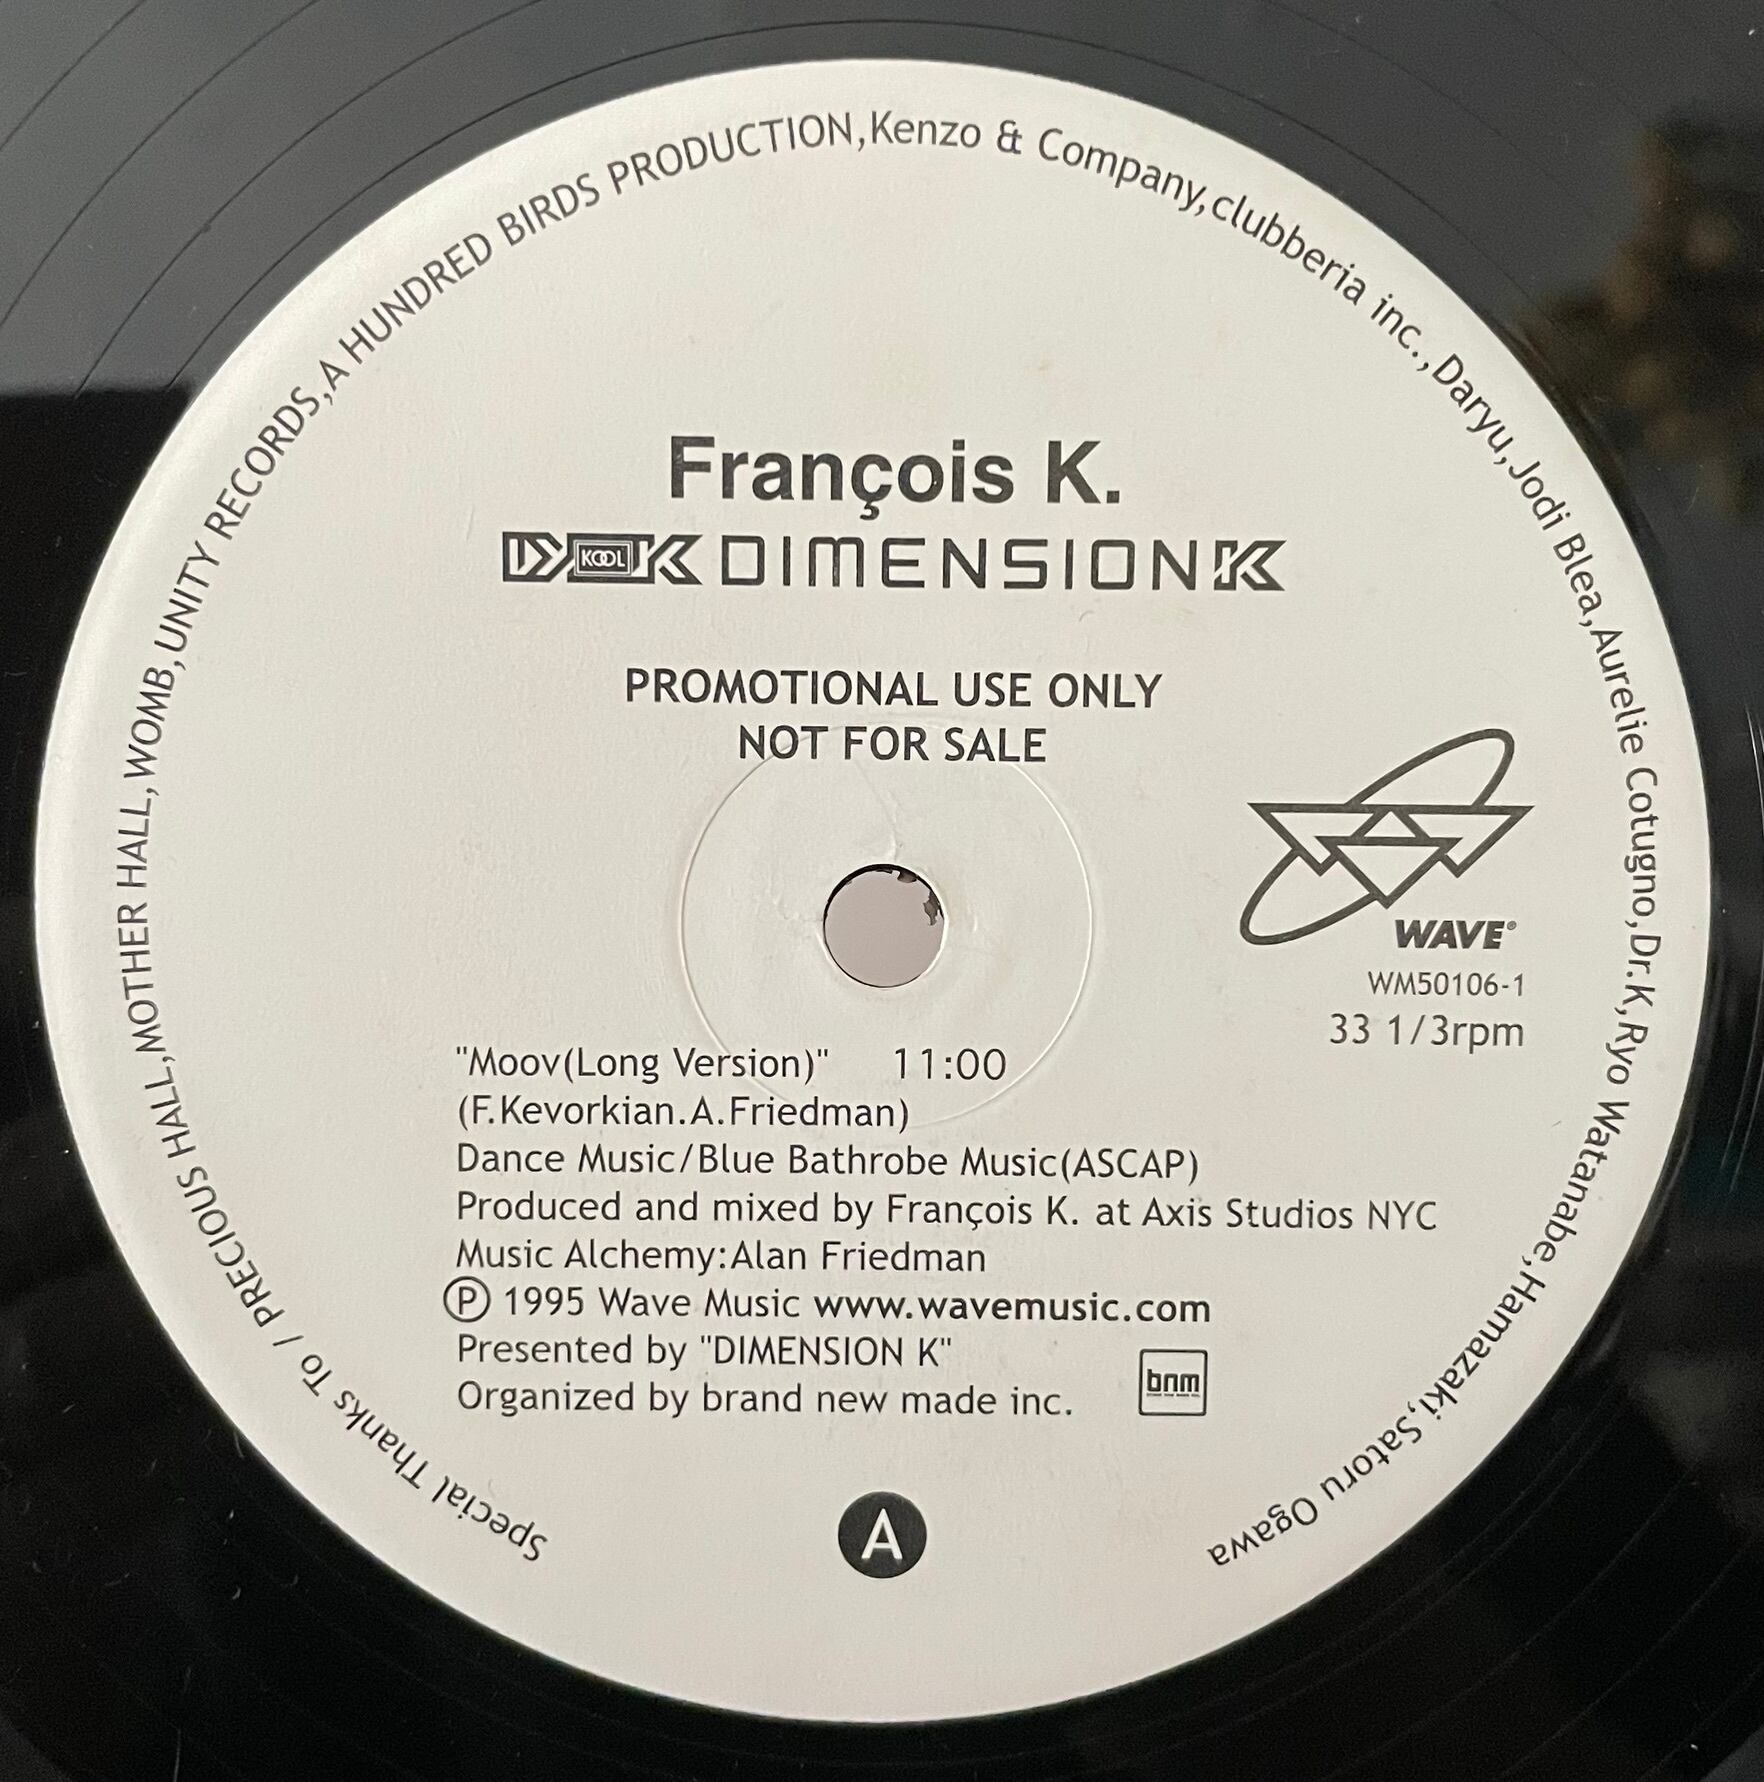 Special Thanks To / PRECIOUS HALL,MOTHER HALL,WOMB,UNITY RECORDS,A HUNDRED BIRDS PRODUCTION,Kenzo & Company,clubberia inc.,Daryu,Jodi Blea,Aurelie Cotugno,Dr.K,Ryo Watanabe,Hamazaki,Satoru Ogawa
François K.
KOOL DIMENSION K
PROMOTIONAL USE ONLY
NOT FOR SALE
WAVE®
WM50106-1
33 1/3rpm
"Moov(Long Version)" 11:00
(F.Kevorkian.A.Friedman)
Dance Music/Blue Bathrobe Music(ASCAP)
Produced and mixed by François K. at Axis Studios NYC
Music Alchemy:Alan Friedman
Ⓟ 1995 Wave Music www.wavemusic.com
Presented by "DIMENSION K"
Organized by brand new made inc.
bnm
A